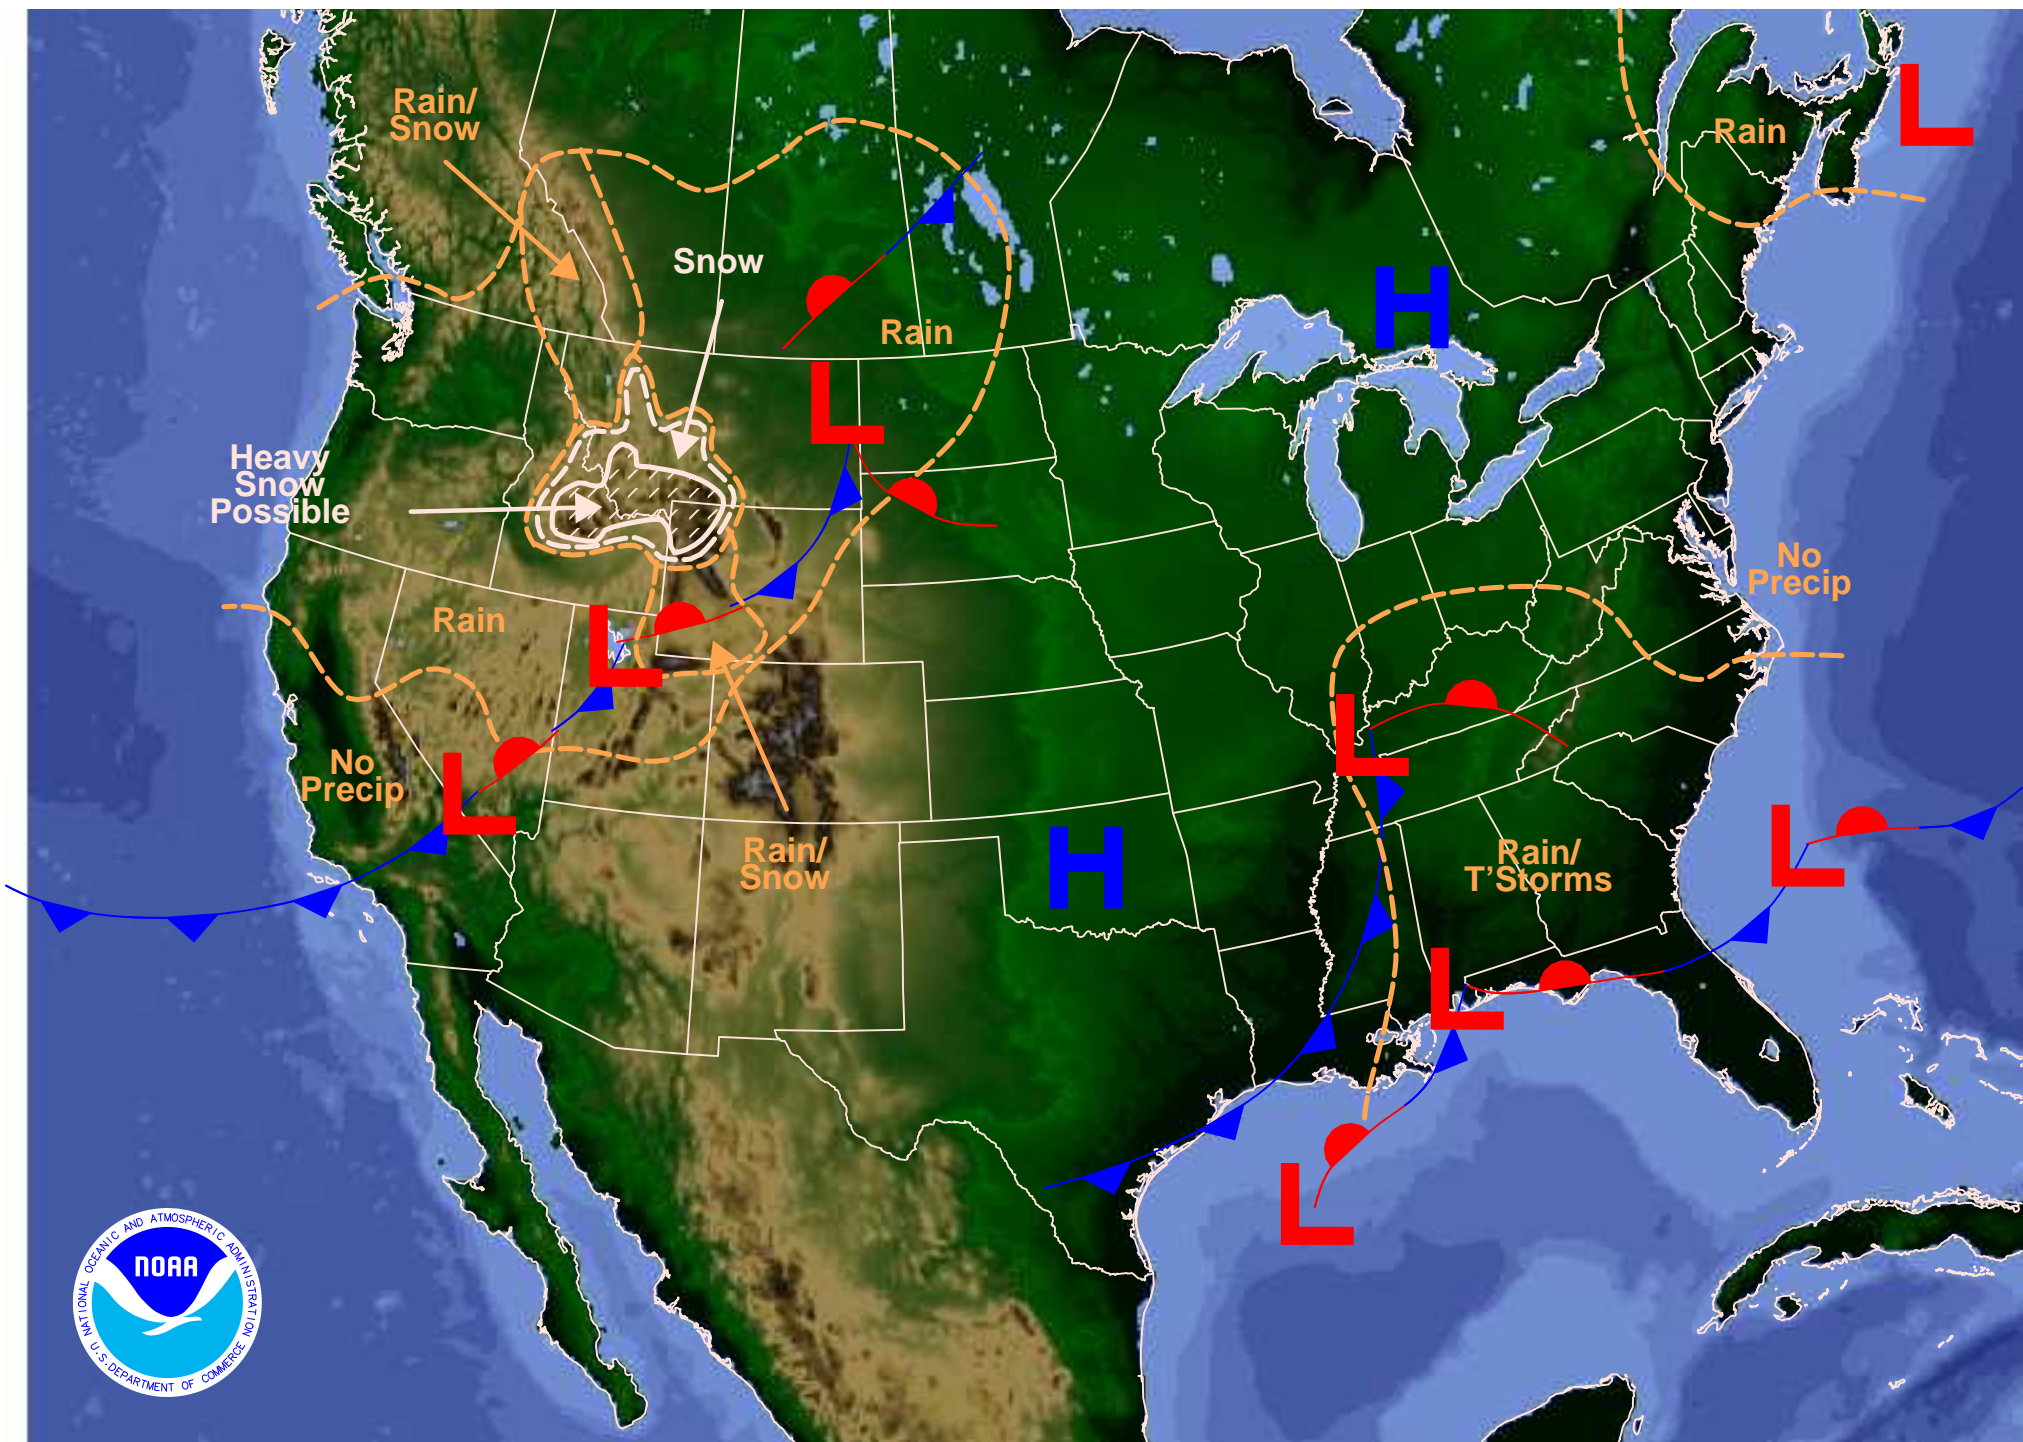 Rain/
Snow
Rain
L
Snow
H
Rain
L
Heavy
Snow
Possible
No
Precip
Rain
L
L
No
Precip
L
L
Rain/
Snow
H
Rain/
T'Storms
L
L
NATIONAL OCEANIC AND ATMOSPHERIC ADMINISTRATION
NOAA
U.S. DEPARTMENT OF COMMERCE
L